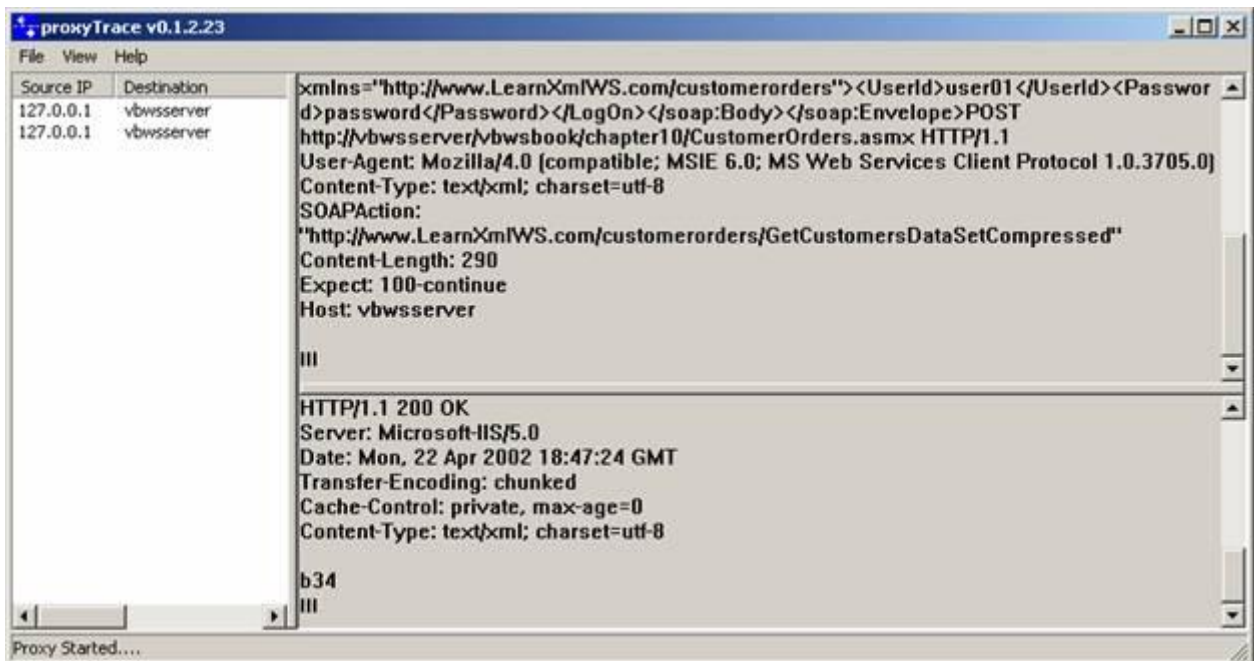 proxyTrace v0.1.2.23
File View Help
Source IP Destination
127.0.0.1 vbwsserver
127.0.0.1 vbwsserver
xmlns="http://www.LearnXmlWS.com/customerorders"><UserId>user01</UserId><Passwor
d>password</Password></LogOn></soap:Body></soap:Envelope>POST
http://vbwsserver/vbwsbook/chapter10/CustomerOrders.asmx HTTP/1.1
User-Agent: Mozilla/4.0 (compatible; MSIE 6.0; MS Web Services Client Protocol 1.0.3705.0)
Content-Type: text/xml; charset=utf-8
SOAPAction:
"http://www.LearnXmlWS.com/customerorders/GetCustomersDataSetCompressed"
Content-Length: 290
Expect: 100-continue
Host: vbwsserver
III
HTTP/1.1 200 OK
Server: Microsoft-IIS/5.0
Date: Mon, 22 Apr 2002 18:47:24 GMT
Transfer-Encoding: chunked
Cache-Control: private, max-age=0
Content-Type: text/xml; charset=utf-8
b34
III
Proxy Started....